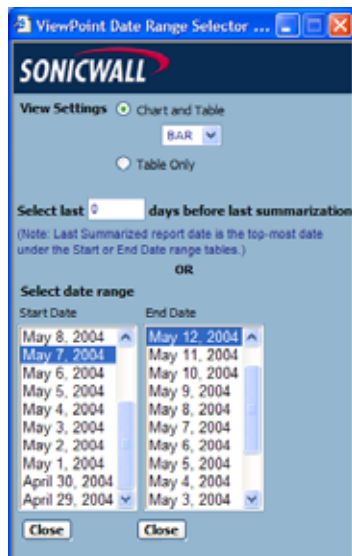 ViewPoint Date Range Selector ...
SONICWALL
View Settings Chart and Table
BAR
Table Only
Select last 0 days before last summarization
(Note: Last Summarized report date is the top-most date
under the Start or End Date range tables.)
OR
Select date range
Start Date End Date
May 8, 2004 May 12, 2004
May 7, 2004 May 11, 2004
May 6, 2004 May 10, 2004
May 5, 2004 May 9, 2004
May 4, 2004 May 8, 2004
May 3, 2004 May 7, 2004
May 2, 2004 May 6, 2004
May 1, 2004 May 5, 2004
April 30, 2004 May 4, 2004
April 29, 2004 May 3, 2004
Close Close